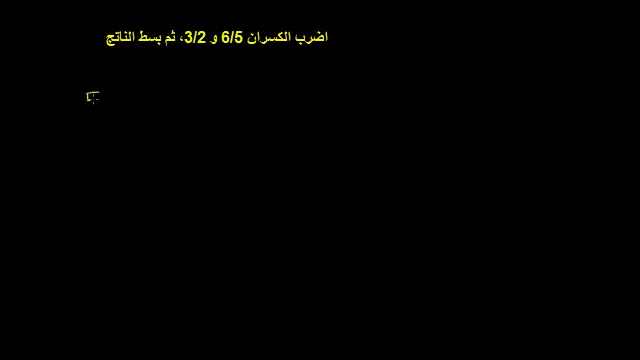 اضرب الكسران 6/5 و 3/2، ثم بسط الناتج